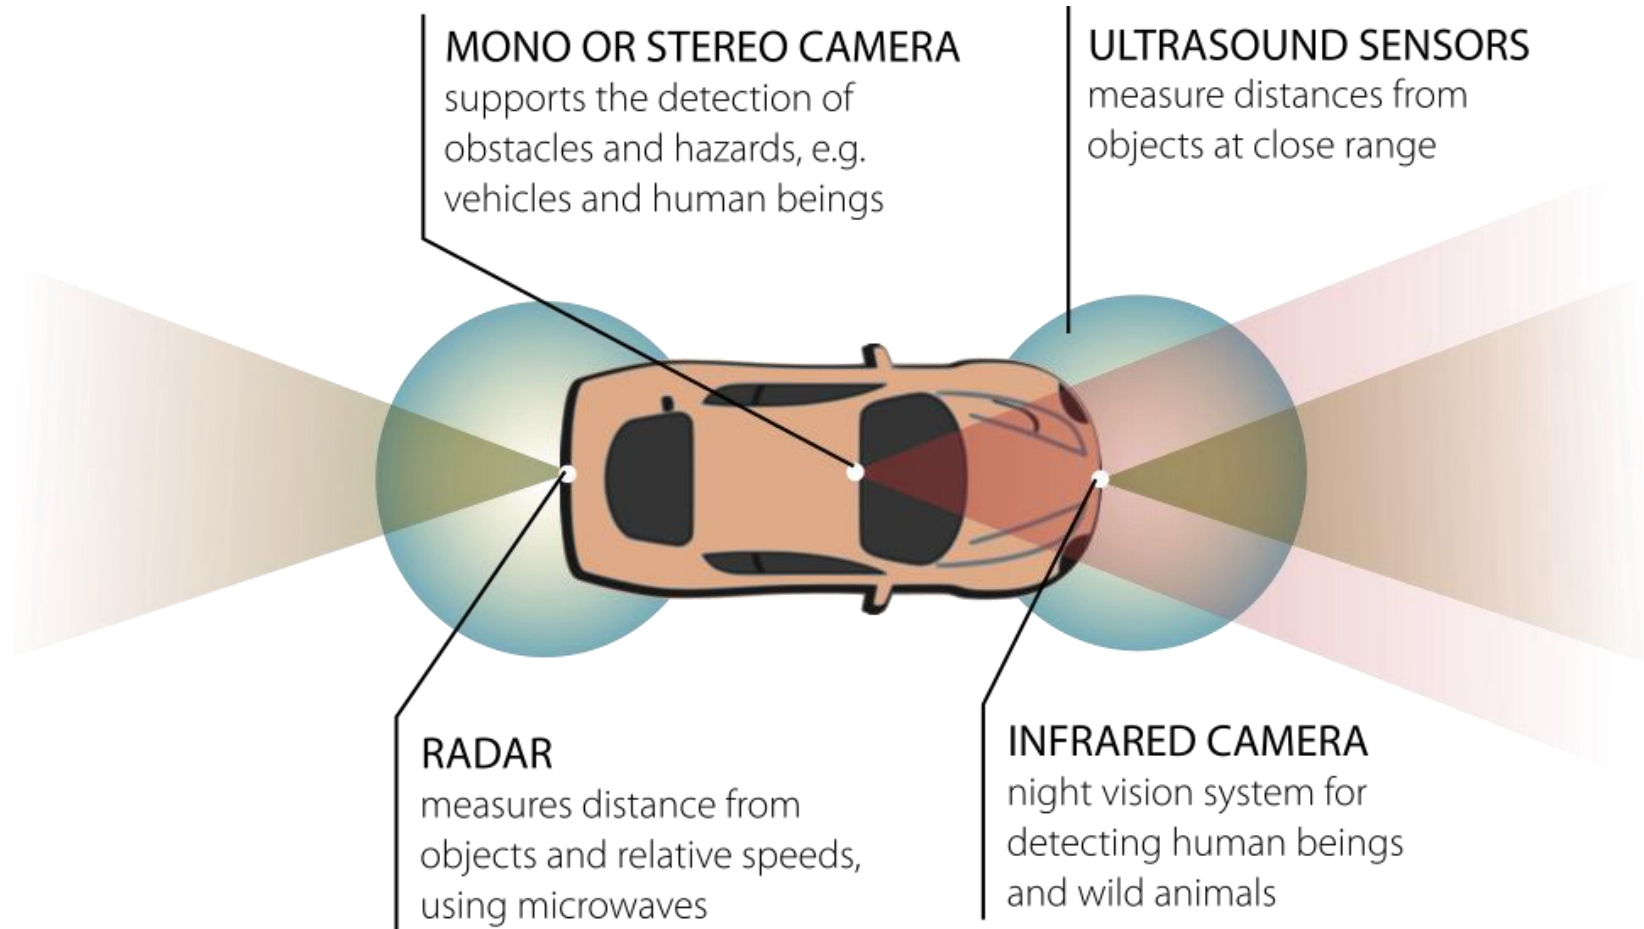 MONO OR STEREO CAMERA
supports the detection of
obstacles and hazards, e.g.
vehicles and human beings
ULTRASOUND SENSORS
measure distances from
objects at close range
RADAR
measures distance from
objects and relative speeds,
using microwaves
INFRARED CAMERA
night vision system for
detecting human beings
and wild animals